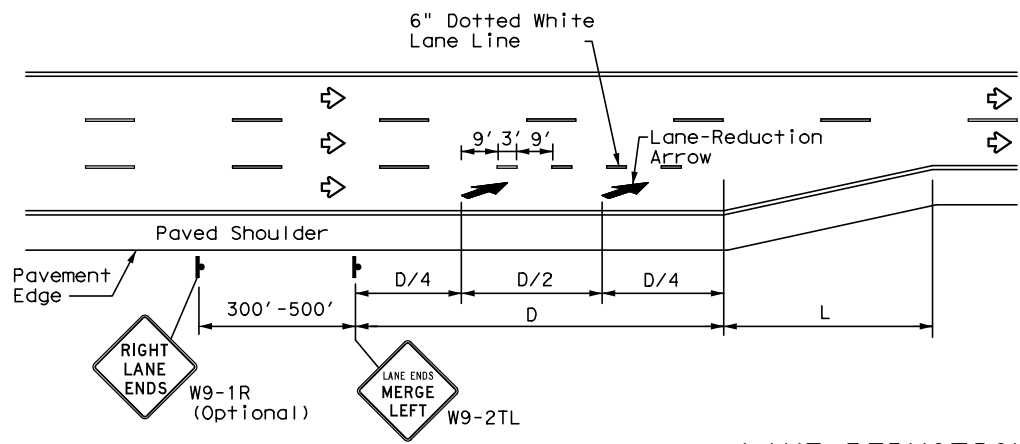 6" Dotted White
Lane Line
9' 3' 9'
Lane-Reduction
Arrow
Paved Shoulder
Pavement
Edge
D/4 D/2 D/4
300'-500' D L
RIGHT
LANE
ENDS
W9-1R
(Optional)
LANE ENDS
MERGE
LEFT
W9-2TL